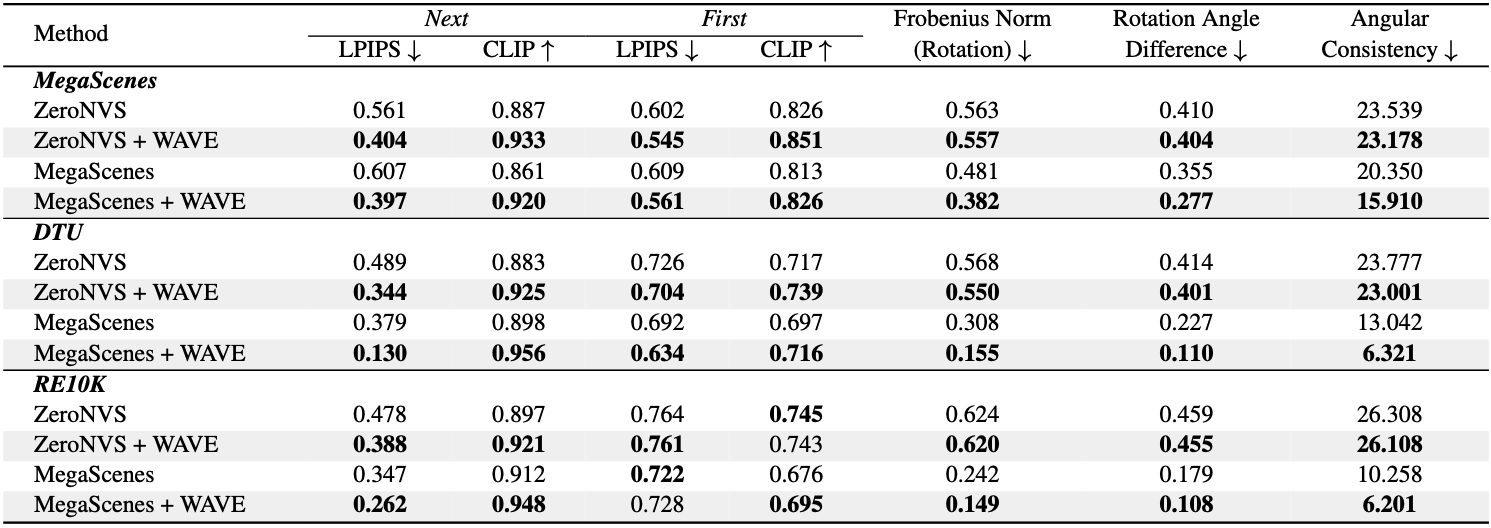 Method Next First Frobenius Norm Rotation Angle Angular
LPIPS ↓ CLIP ↑ LPIPS ↓ CLIP ↑ (Rotation) ↓ Difference ↓ Consistency ↓
MegaScenes
ZeroNVS 0.561 0.887 0.602 0.826 0.563 0.410 23.539
ZeroNVS + WAVE 0.404 0.933 0.545 0.851 0.557 0.404 23.178
MegaScenes 0.607 0.861 0.609 0.813 0.481 0.355 20.350
MegaScenes + WAVE 0.397 0.920 0.561 0.826 0.382 0.277 15.910
DTU
ZeroNVS 0.489 0.883 0.726 0.717 0.568 0.414 23.777
ZeroNVS + WAVE 0.344 0.925 0.704 0.739 0.550 0.401 23.001
MegaScenes 0.379 0.898 0.692 0.697 0.308 0.227 13.042
MegaScenes + WAVE 0.130 0.956 0.634 0.716 0.155 0.110 6.321
RE10K
ZeroNVS 0.478 0.897 0.764 0.745 0.624 0.459 26.308
ZeroNVS + WAVE 0.388 0.921 0.761 0.743 0.620 0.455 26.108
MegaScenes 0.347 0.912 0.722 0.676 0.242 0.179 10.258
MegaScenes + WAVE 0.262 0.948 0.728 0.695 0.149 0.108 6.201